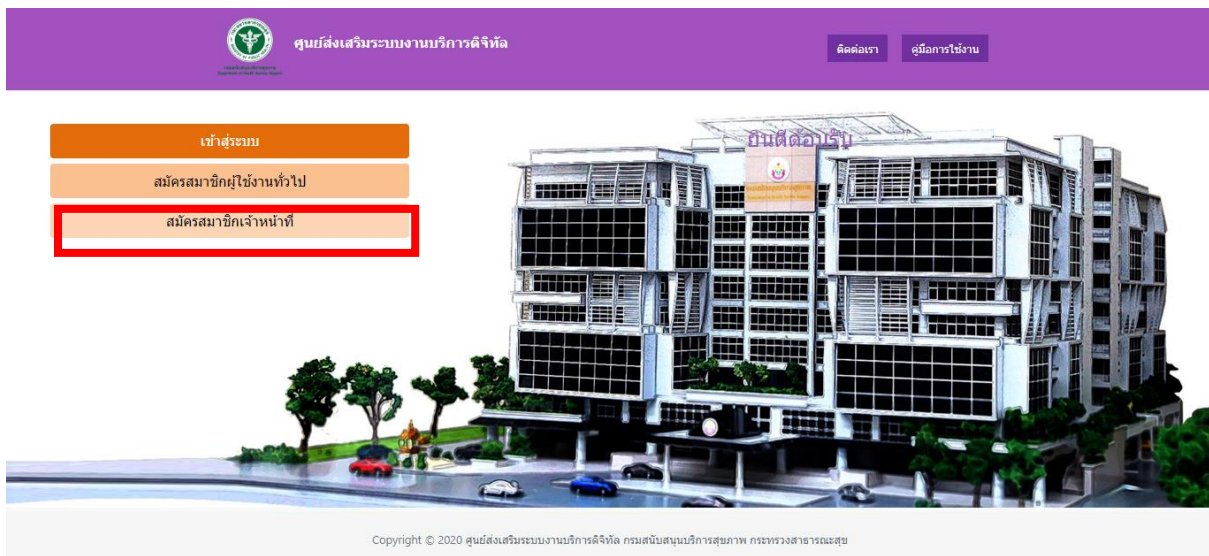 ศูนย์ส่งเสริมระบบงานบริการดิจิทัล
ติดต่อเรา
คู่มือการใช้งาน
เข้าสู่ระบบ
สมัครสมาชิกผู้ใช้งานทั่วไป
สมัครสมาชิกเจ้าหน้าที่
ยินดีต้อนรับ
Copyright © 2020 ศูนย์ส่งเสริมระบบงานบริการดิจิทัล กรมสนับสนุนบริการสุขภาพ กระทรวงสาธารณะสุข